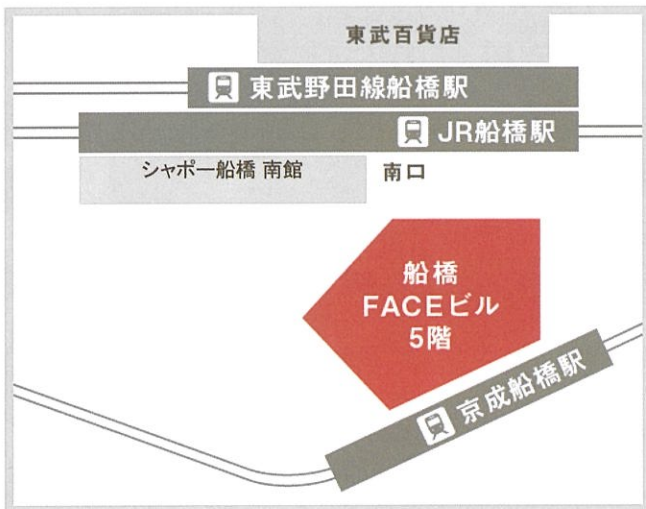 東武百貨店
東武野田線船橋駅
JR船橋駅
シャポー船橋 南館
南口
船橋
FACEビル
5階
京成船橋駅